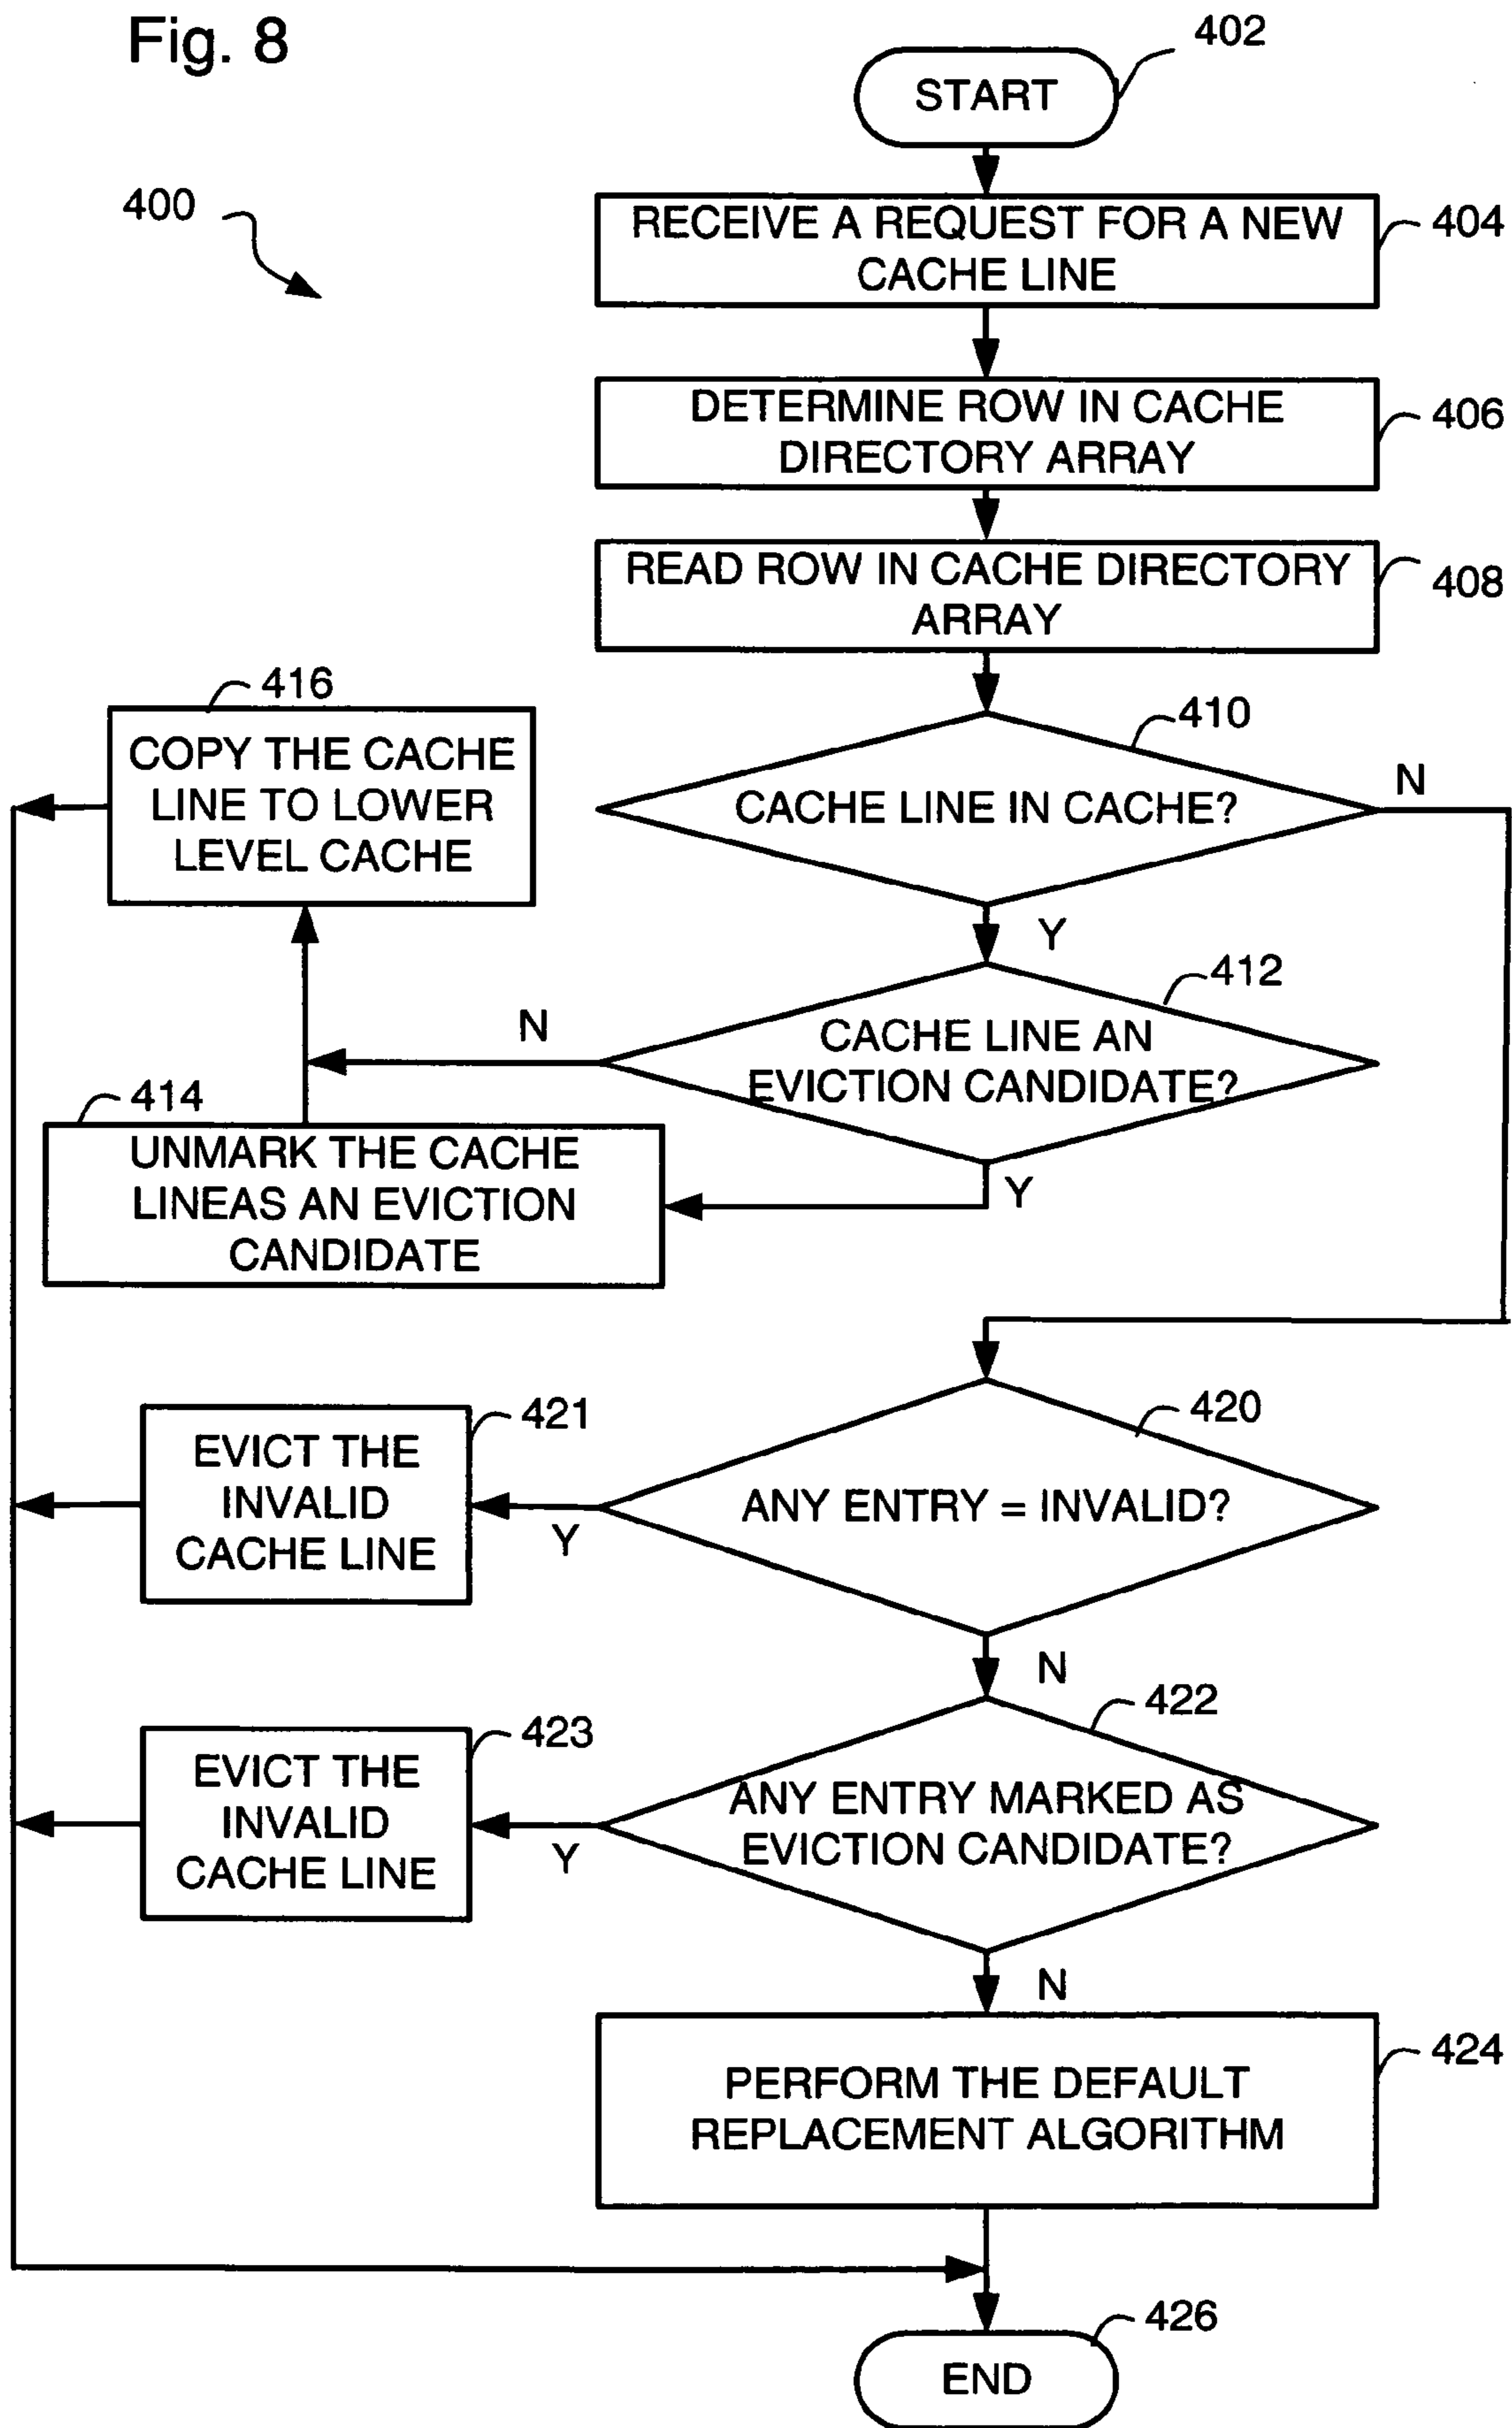 Fig. 8
402
START
400
RECEIVE A REQUEST FOR A NEW
CACHE LINE
404
DETERMINE ROW IN CACHE
DIRECTORY ARRAY
406
READ ROW IN CACHE DIRECTORY
ARRAY
408
416
COPY THE CACHE
LINE TO LOWER
LEVEL CACHE
410
CACHE LINE IN CACHE?
N
Y
412
CACHE LINE AN
EVICTION CANDIDATE?
N
Y
414
UNMARK THE CACHE
LINEAS AN EVICTION
CANDIDATE
420
ANY ENTRY = INVALID?
Y
N
421
EVICT THE
INVALID
CACHE LINE
422
ANY ENTRY MARKED AS
EVICTION CANDIDATE?
Y
N
423
EVICT THE
INVALID
CACHE LINE
PERFORM THE DEFAULT
REPLACEMENT ALGORITHM
424
426
END